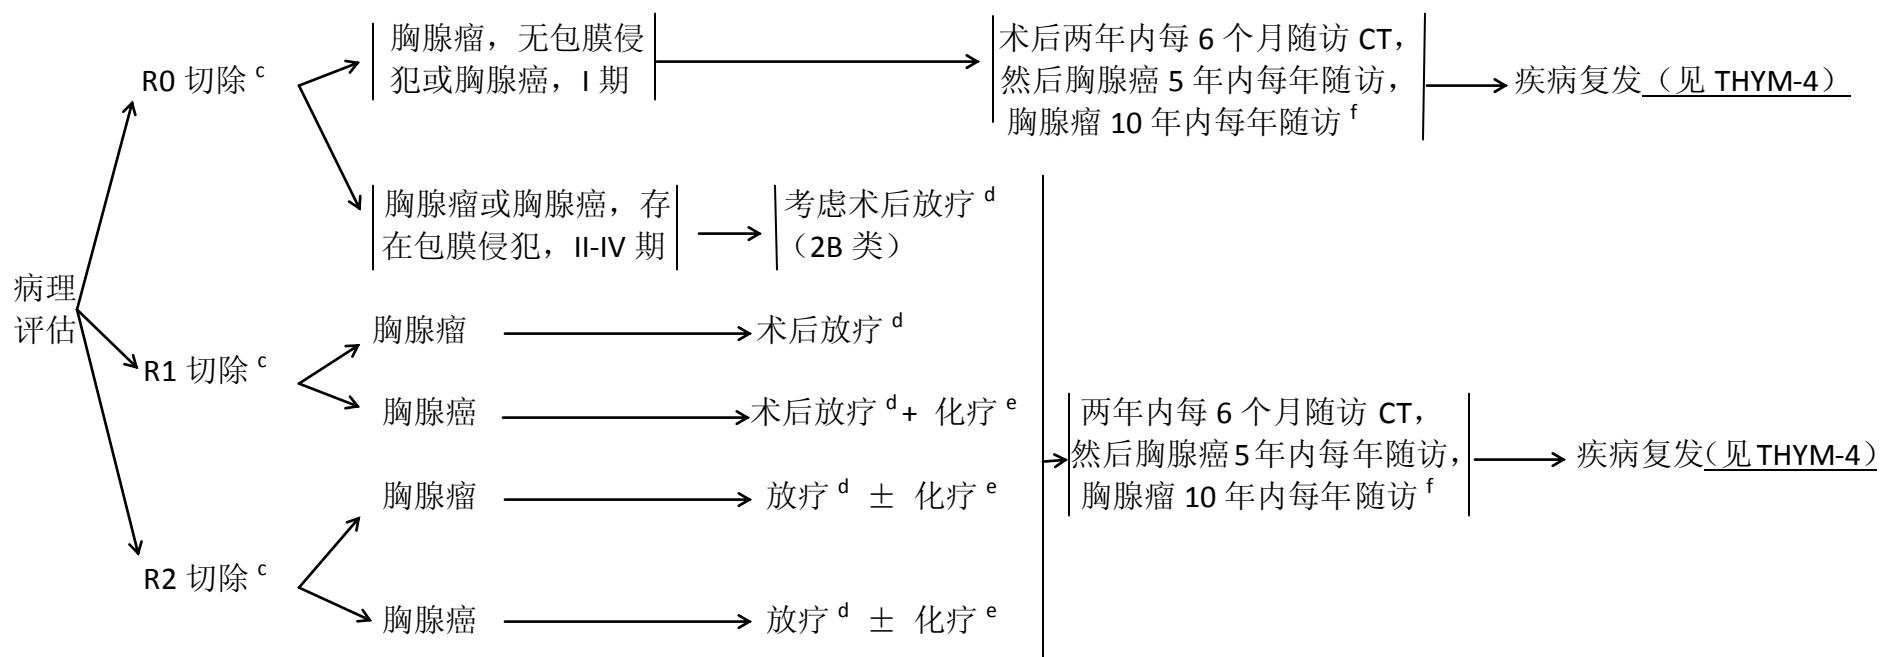 病理
评估
R0 切除 c
胸腺瘤，无包膜侵
犯或胸腺癌，I 期
术后两年内每 6 个月随访 CT，
然后胸腺癌 5 年内每年随访，
胸腺瘤 10 年内每年随访 f
疾病复发（见 THYM-4）
胸腺瘤或胸腺癌，存
在包膜侵犯，II-IV 期
考虑术后放疗 d
（2B 类）
R1 切除 c
胸腺瘤
术后放疗 d
胸腺癌
术后放疗 d + 化疗 e
R2 切除 c
胸腺瘤
放疗 d ± 化疗 e
胸腺癌
放疗 d ± 化疗 e
两年内每 6 个月随访 CT，
然后胸腺癌 5 年内每年随访，
胸腺瘤 10 年内每年随访 f
疾病复发（见 THYM-4）